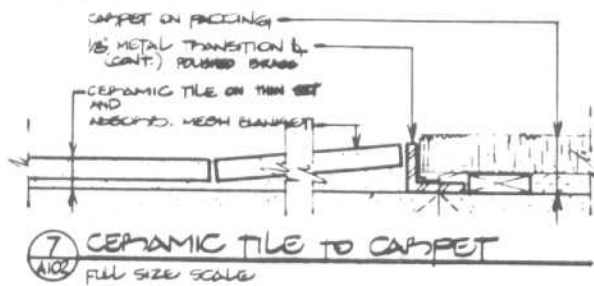 CARPET ON PADDING
1/8" METAL TRANSITION L
(CONT.) POLISHED BRASS
CERAMIC TILE ON THIN SET
AND
MESH BLANKET
7 CERAMIC TILE TO CARPET
A102
FULL SIZE SCALE